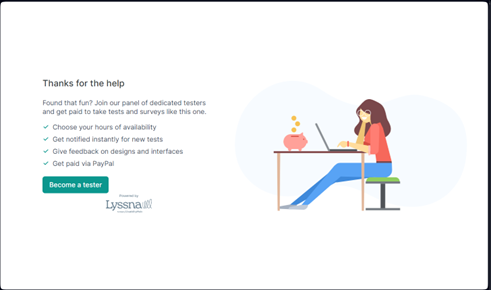 Thanks for the help
Found that fun? Join our panel of dedicated testers
and get paid to take tests and surveys like this one.
Choose your hours of availability
Get notified instantly for new tests
Give feedback on designs and interfaces
Get paid via PayPal
Become a tester
Powered by
Lyssna